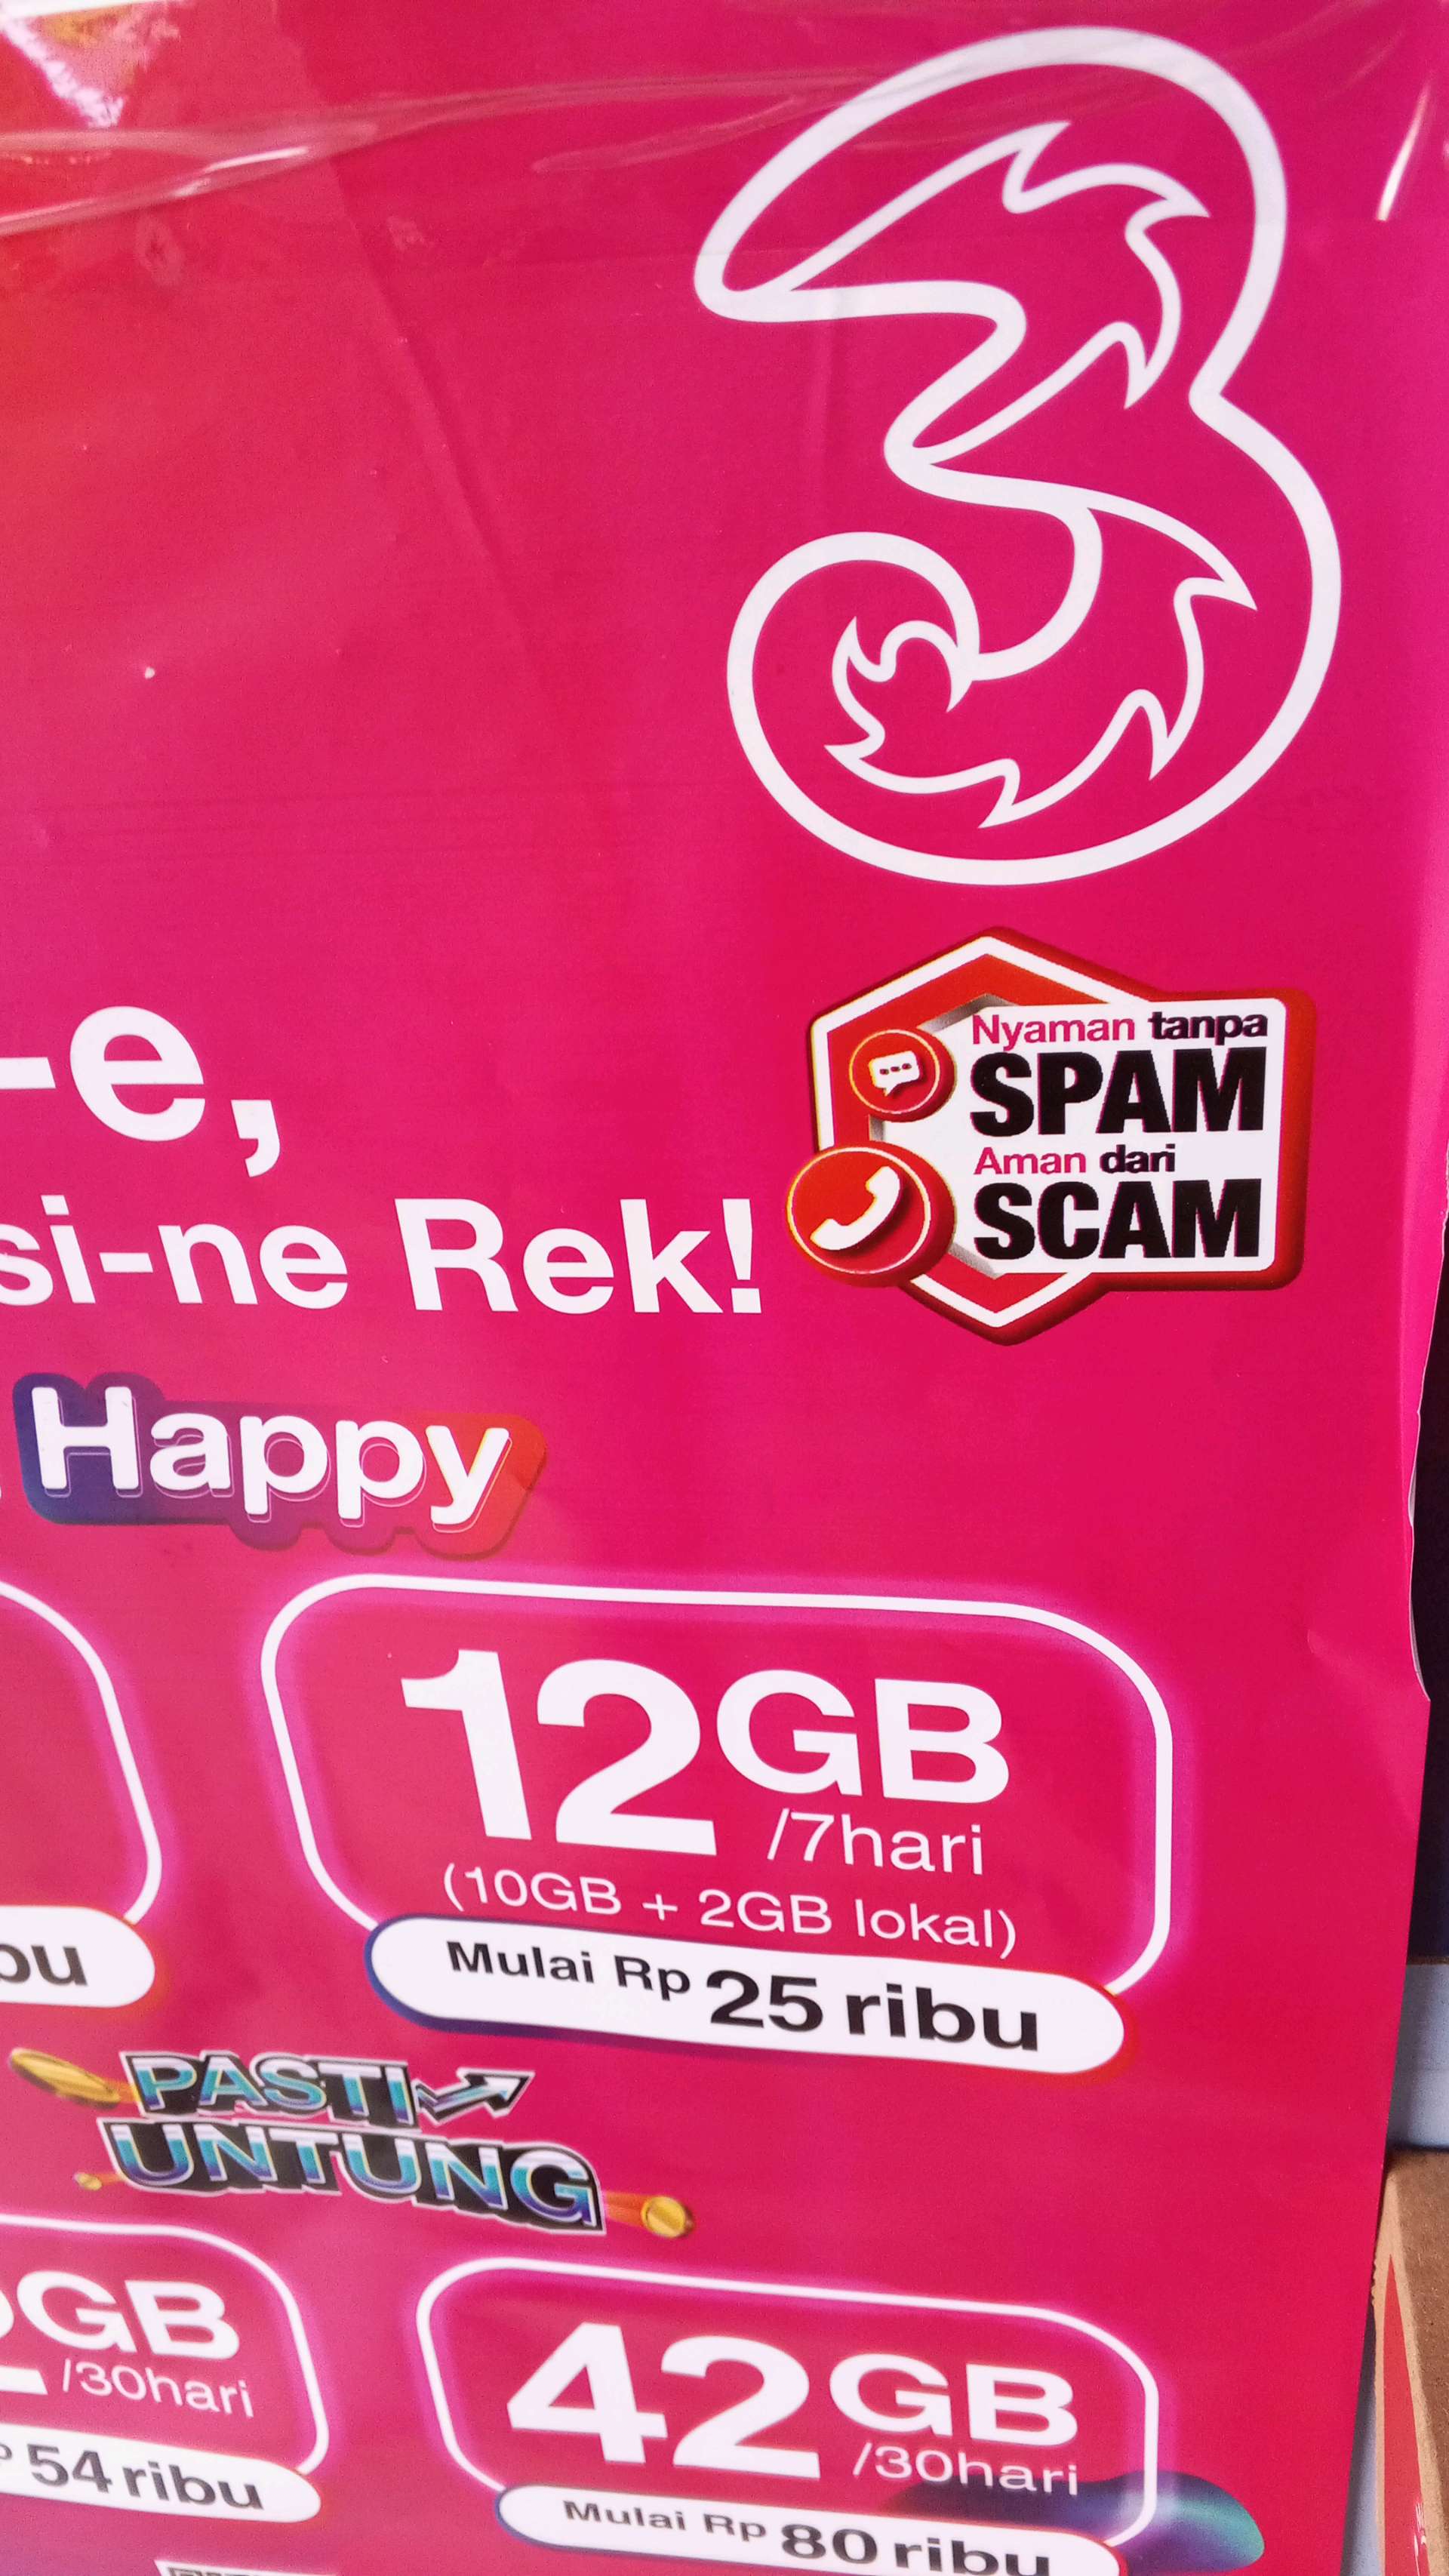 3
-e,
Nyaman tanpa
SPAM
Aman dari
SCAM
si-ne Rek!
Happy
12GB
/7hari
(10GB + 2GB lokal)
Mulai Rp 25 ribu
PASTI
UNTUNG
GB
/30hari
54 ribu
42GB
/30hari
Mulai Rp 80 ribu